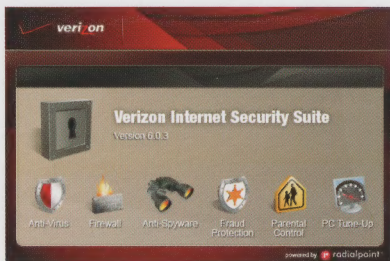 verizon
Verizon Internet Security Suite
Version 6.0.3
Anti-Virus Firewall Anti-Spyware Fraud Protection Parental Control PC Tune-Up
powered by radialpoint